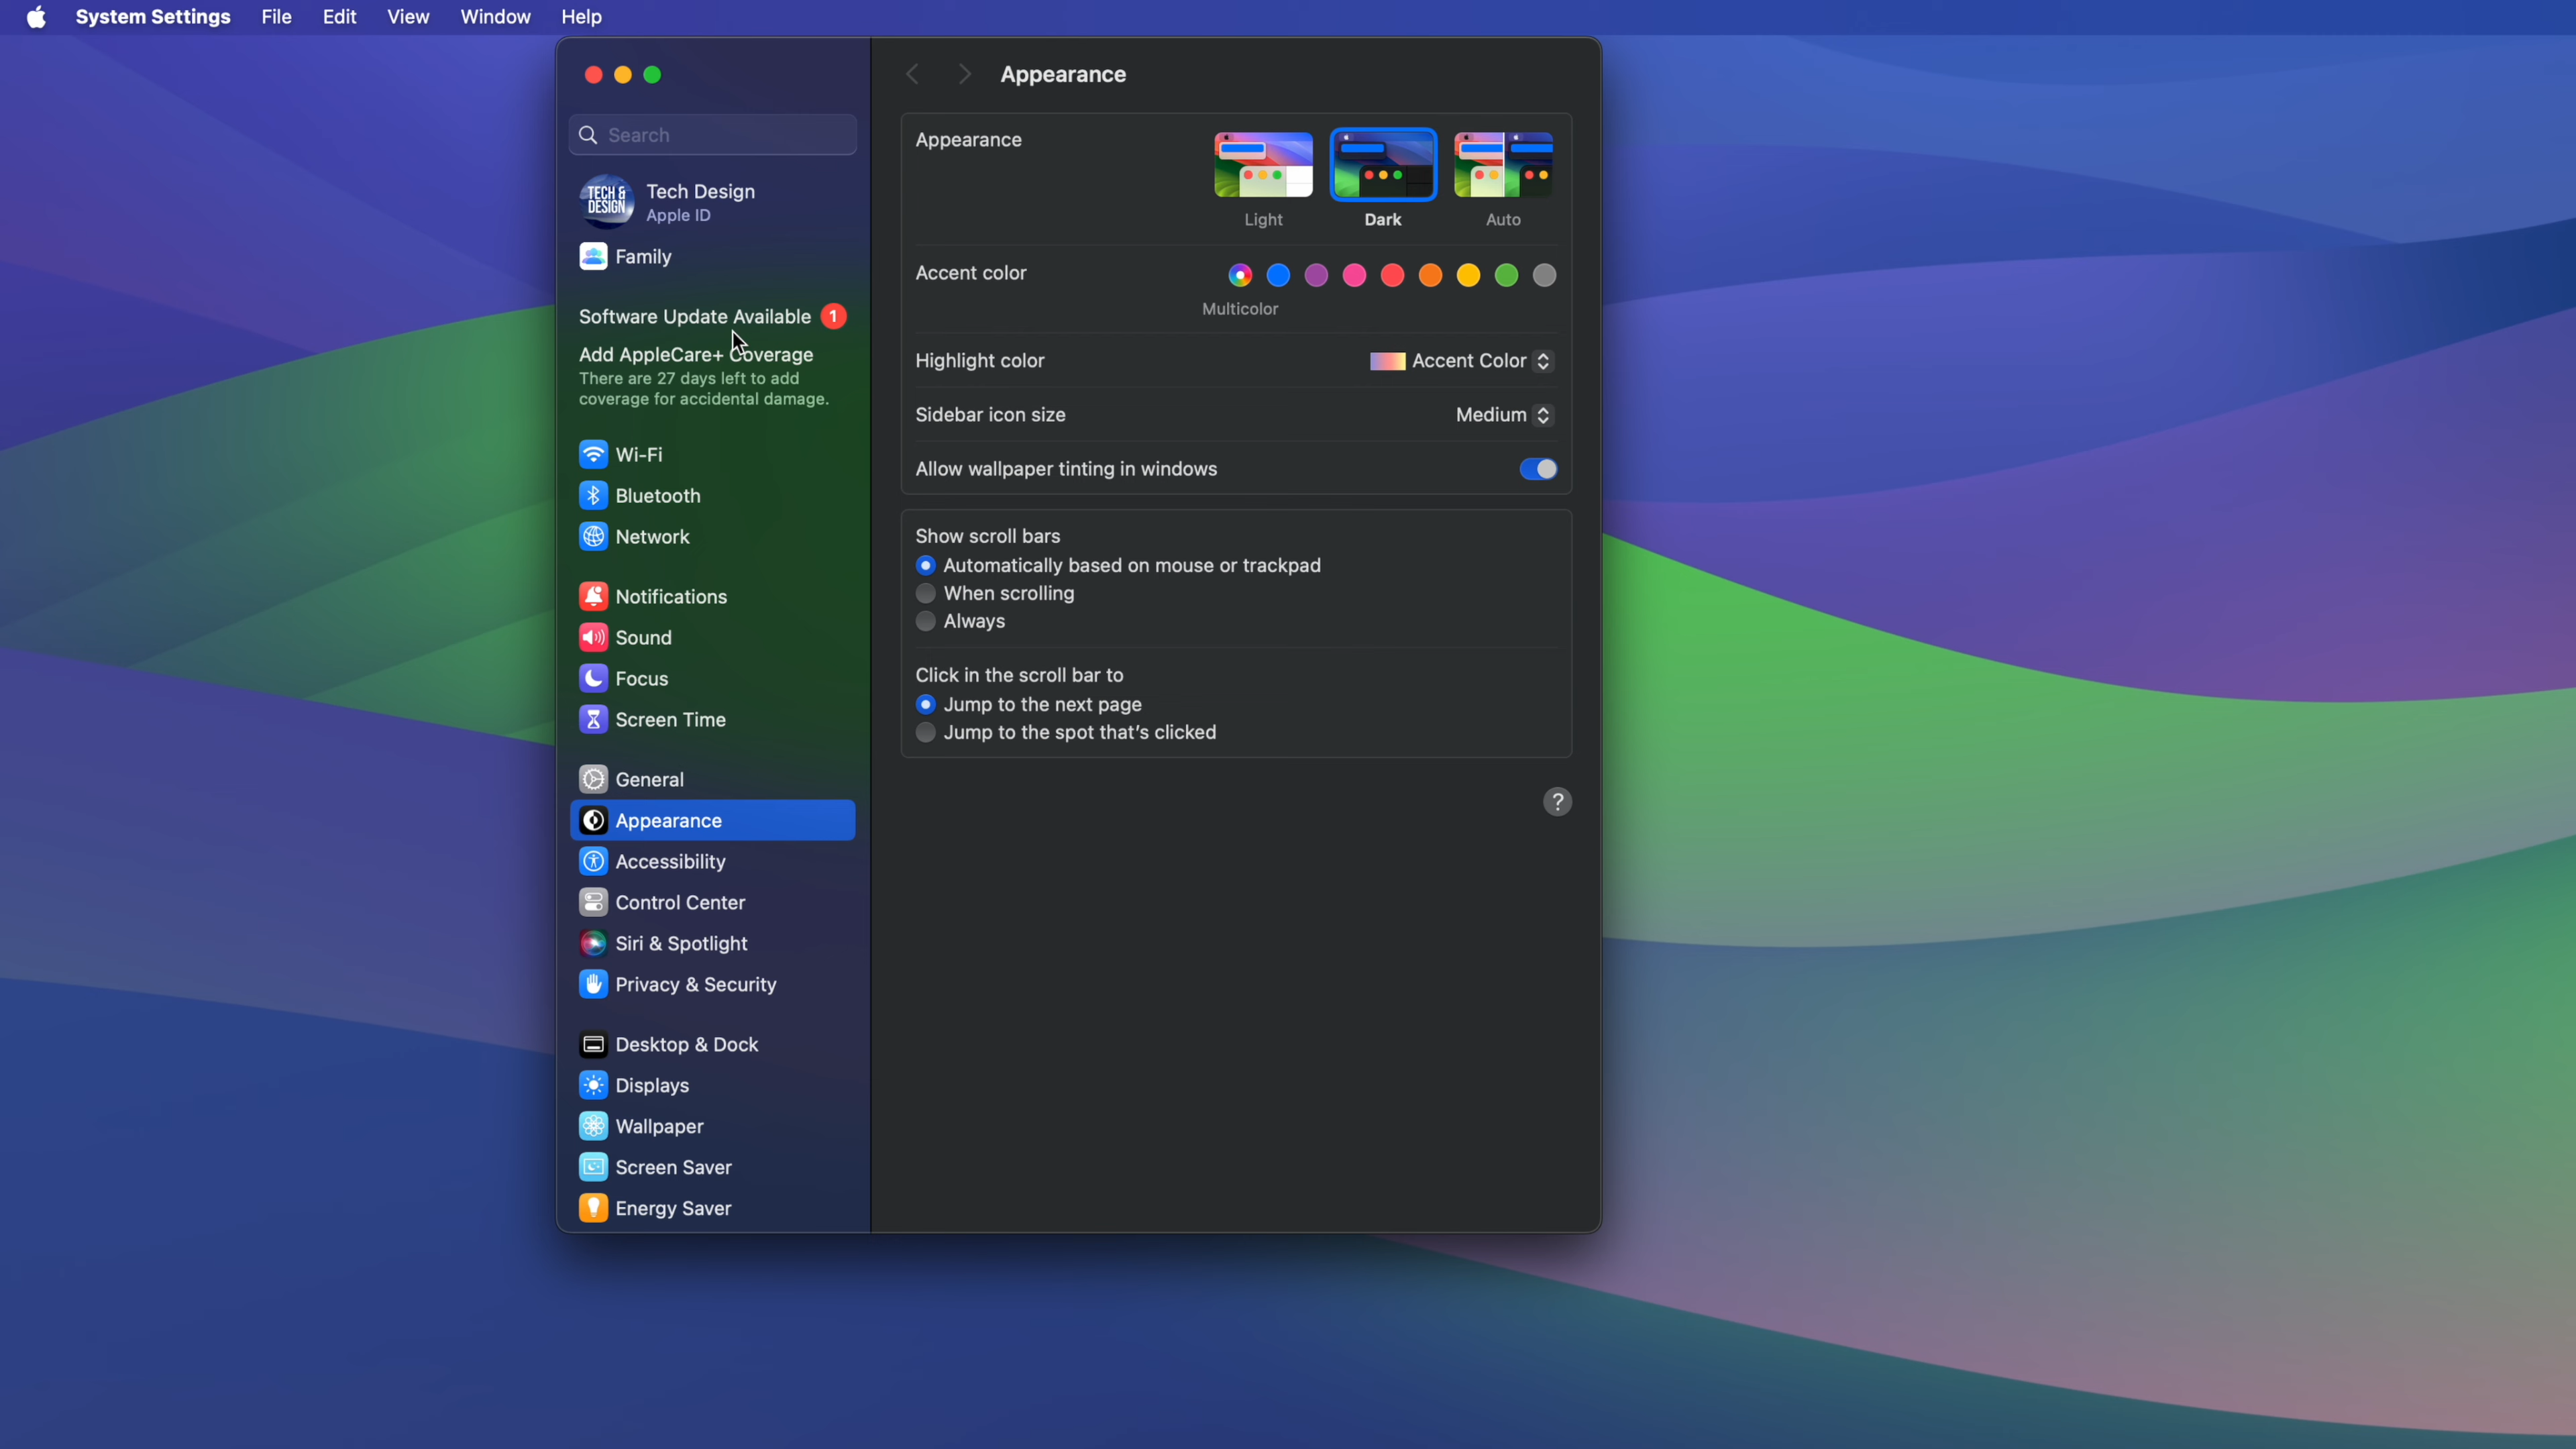 System Settings File Edit View Window Help
Search
TECH &
DESIGN
Tech Design
Apple ID
Family
Software Update Available 1
Add AppleCare+ Coverage
There are 27 days left to add
coverage for accidental damage.
Wi-Fi
Bluetooth
Network
Notifications
Sound
Focus
Screen Time
General
Appearance
Accessibility
Control Center
Siri & Spotlight
Privacy & Security
Desktop & Dock
Displays
Wallpaper
Screen Saver
Energy Saver
Appearance
Appearance
Light Dark Auto
Accent color
Multicolor
Highlight color Accent Color
Sidebar icon size Medium
Allow wallpaper tinting in windows
Show scroll bars
Automatically based on mouse or trackpad
When scrolling
Always
Click in the scroll bar to
Jump to the next page
Jump to the spot that's clicked
?